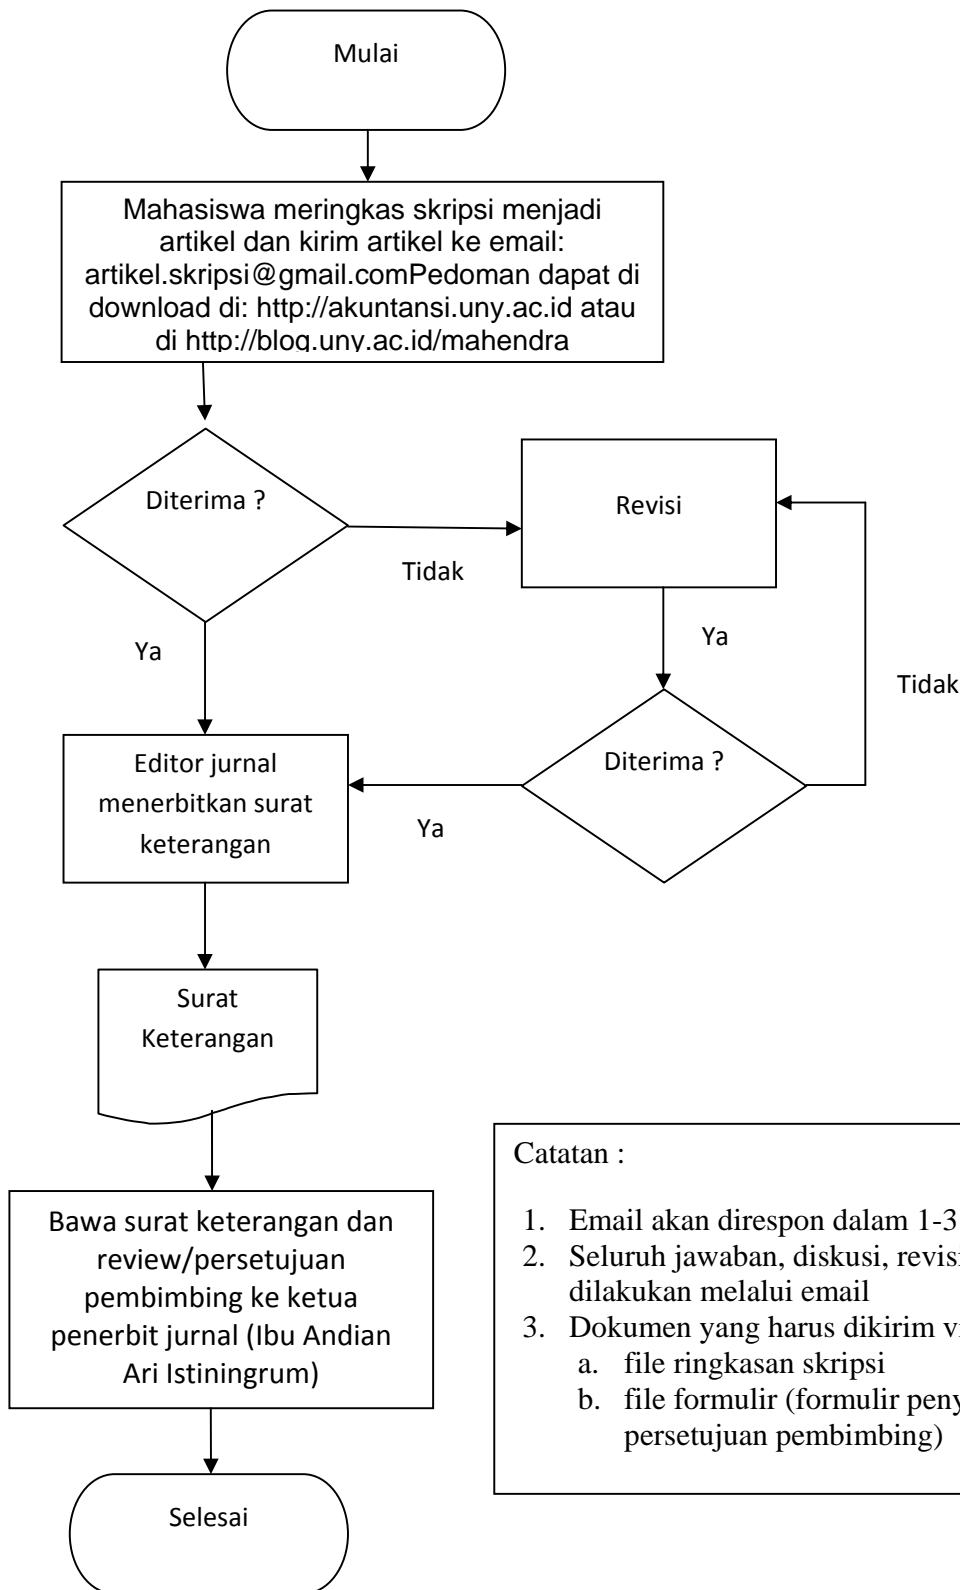 Mulai
Mahasiswa meringkas skripsi menjadi
artikel dan kirim artikel ke email:
artikel.skripsi@gmail.comPedoman dapat di
download di: http://akuntansi.uny.ac.id atau
di http://blog.uny.ac.id/mahendra
Diterima ?
Revisi
Tidak
Ya
Ya
Tidak
Editor jurnal
menerbitkan surat
keterangan
Diterima ?
Ya
Surat
Keterangan
Bawa surat keterangan dan
review/persetujuan
pembimbing ke ketua
penerbit jurnal (Ibu Andian
Ari Istiningrum)
Selesai
Catatan :
1. Email akan direspon dalam 1-3
2. Seluruh jawaban, diskusi, revisi
dilakukan melalui email
3. Dokumen yang harus dikirim
a. file ringkasan skripsi
b. file formulir (formulir
persetujuan pembimbing)